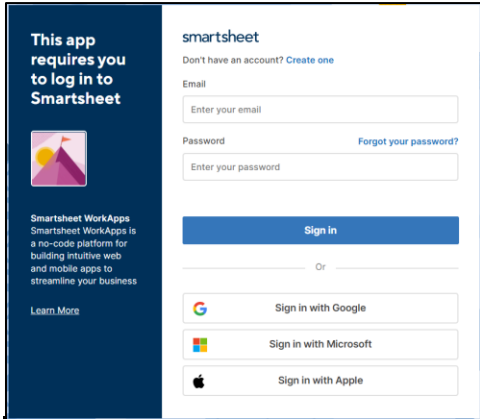 This app
requires you
to log in to
Smartsheet
Smartsheet WorkApps
Smartsheet WorkApps is
a no-code platform for
building intuitive web
and mobile apps to
streamline your business
Learn More
smartsheet
Don't have an account? Create one
Email
Enter your email
Password Forgot your password?
Enter your password
Sign in
Or
Sign in with Google
Sign in with Microsoft
Sign in with Apple